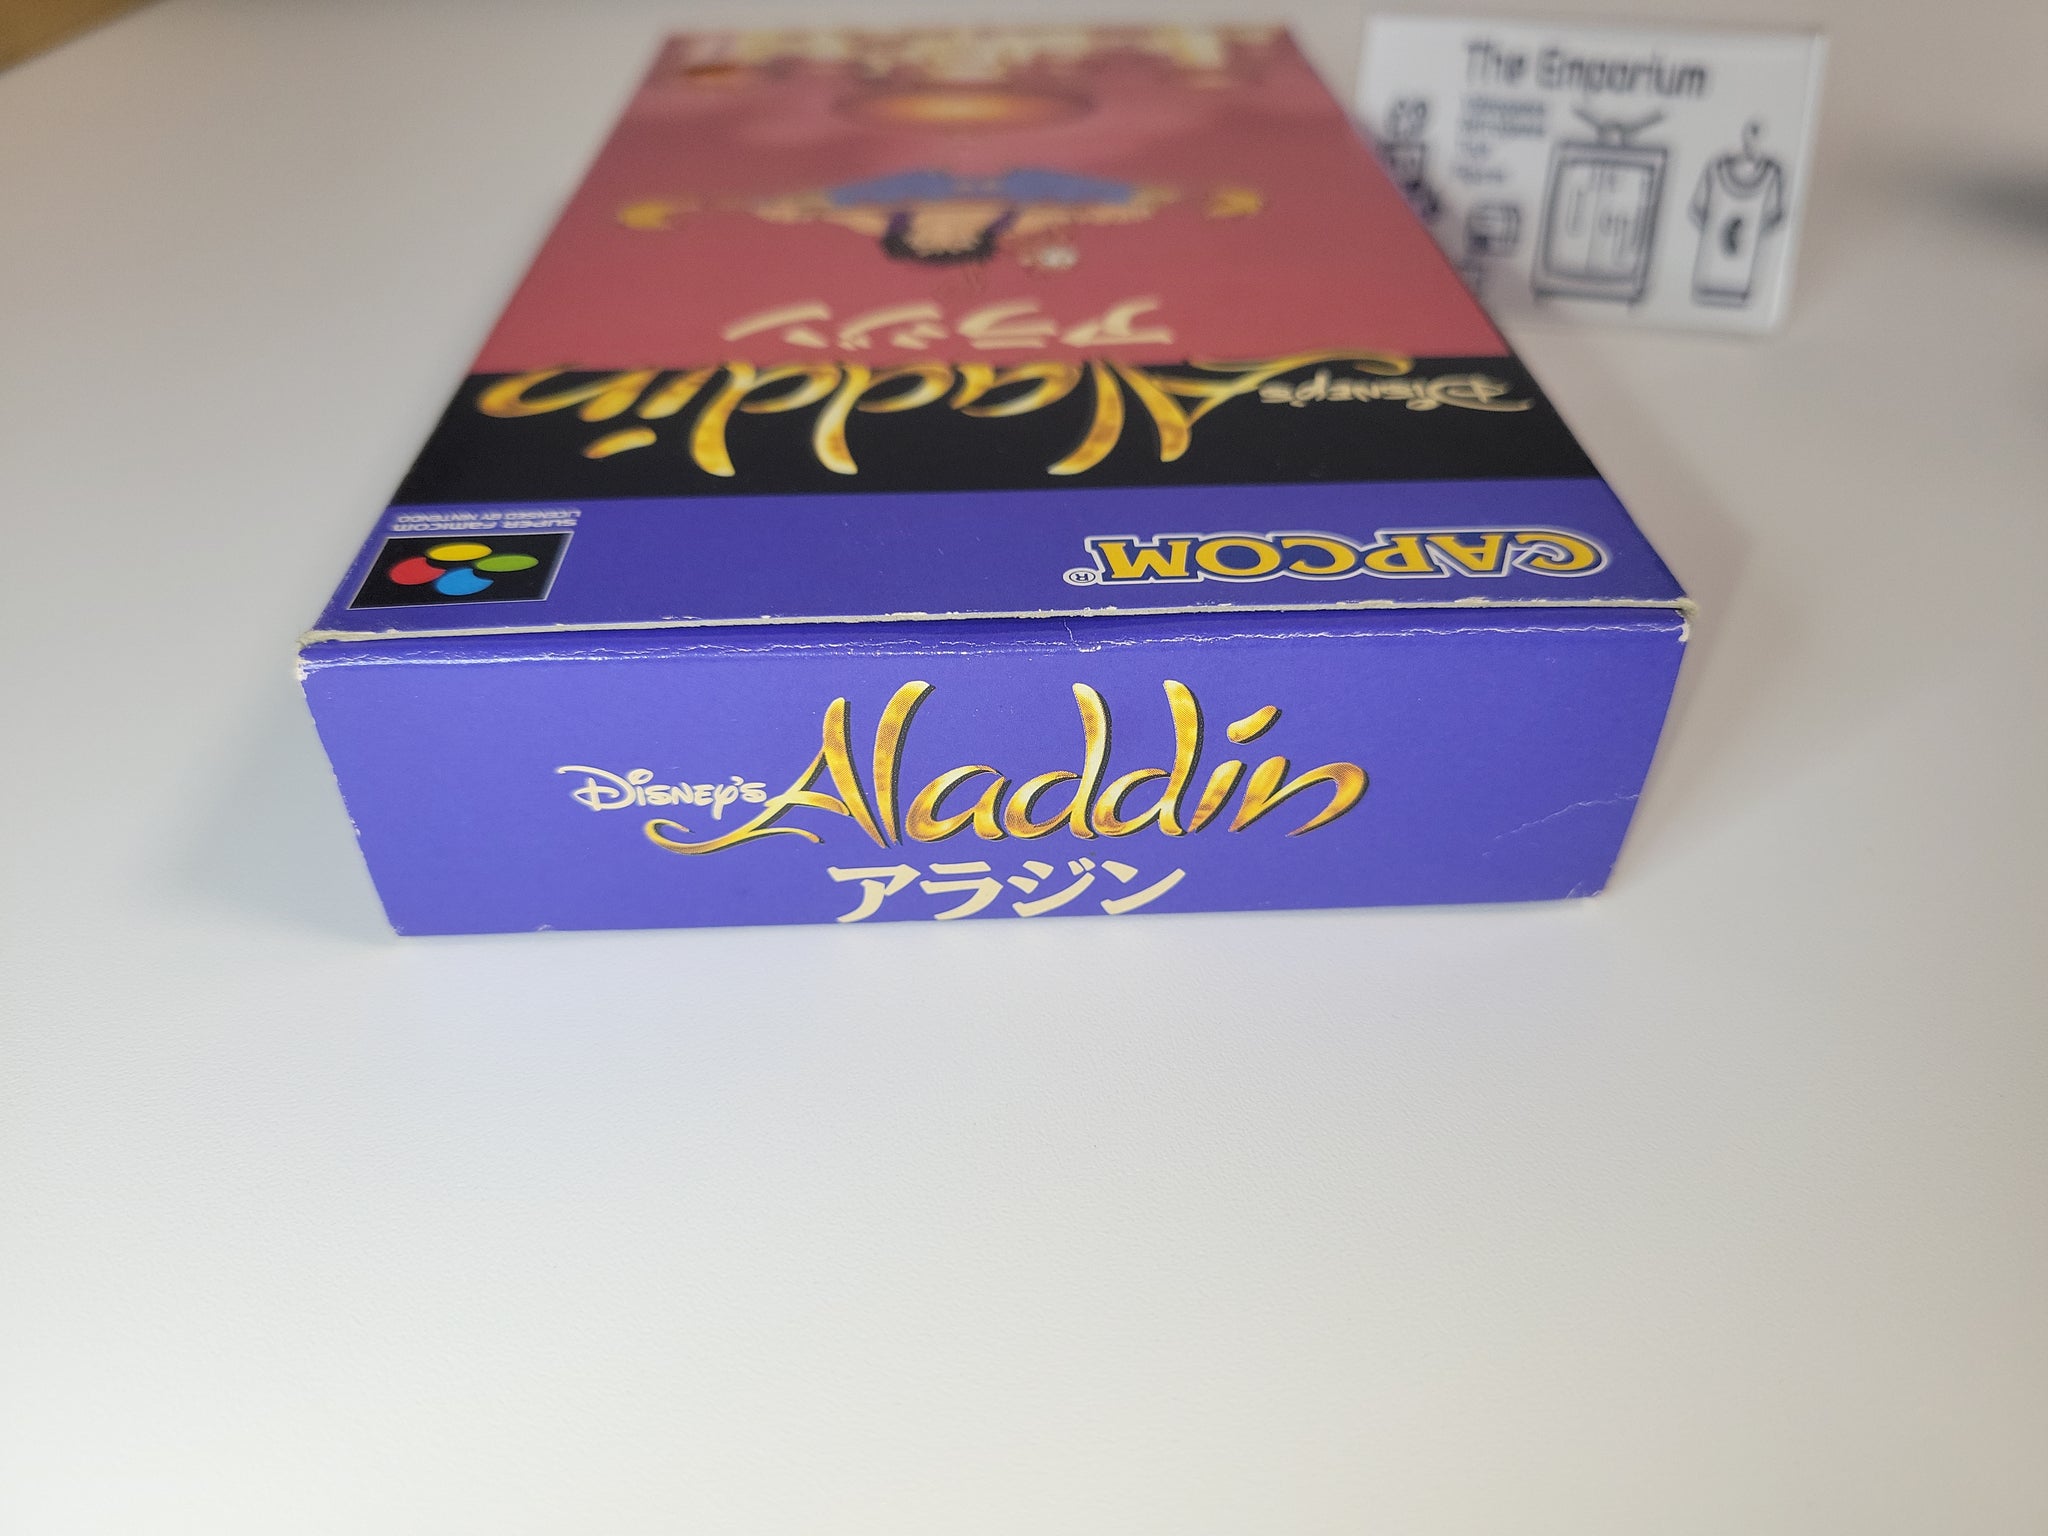 The Emporium
アラジン
Disney's Aladdin
CAPCOM®
SUPER FAMICOM
LICENSED BY NINTENDO
Disney's Aladdin
アラジン